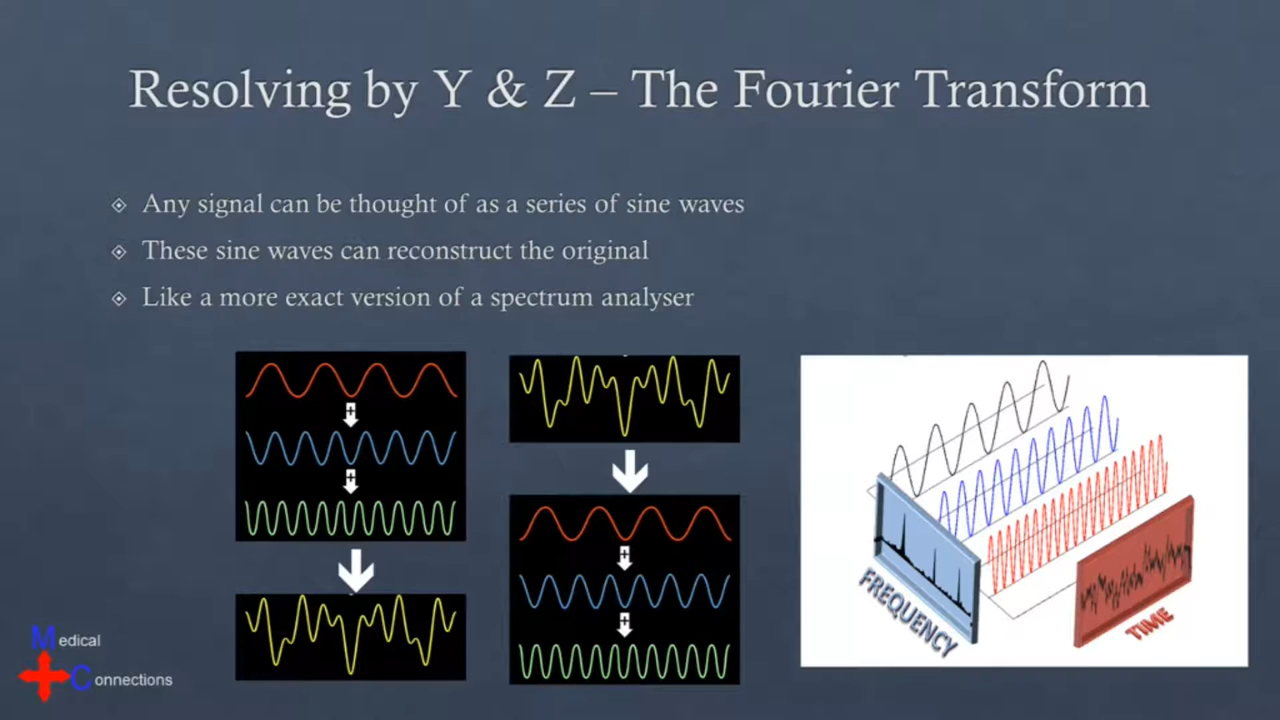 Resolving by Y & Z – The Fourier Transform
Any signal can be thought of as a series of sine waves
These sine waves can reconstruct the original
Like a more exact version of a spectrum analyser
+
+
+
+
FREQUENCY
TIME
Medical
Connections